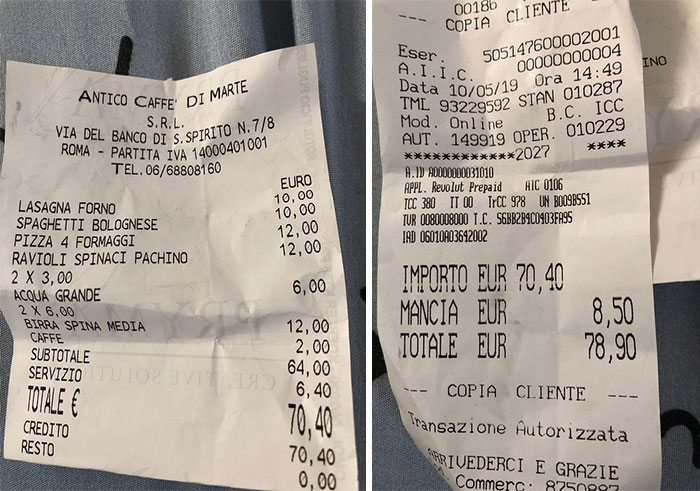 ANTICO CAFFE' DI MARTE
S.R.L.
VIA DEL BANCO DI S.SPIRITO N.7/8
ROMA - PARTITA IVA 14000401001
TEL.06/68808160
EURO
LASAGNA FORNO 10,00
SPAGHETTI BOLOGNESE 10,00
PIZZA 4 FORMAGGI 12,00
RAVIOLI SPINACI PACHINO 12,00
2 X 3,00
ACQUA GRANDE 6,00
2 X 6,00
BIRRA SPINA MEDIA 12,00
CAFFE 2,00
SUBTOTALE 64,00
SERVIZIO 6,40
TOTALE € 70,40
CREDITO 70,40
RESTO 0,00
00186
COPIA CLIENTE
Eser. 505147600002001
A.I.I.C. 00000000004
Data 10/05/19 Ora 14:49
TML 93229592 STAN 010287
Mod. Online B.C. ICC
AUT. 149919 OPER. 010229
************2027 ****
A.ID A0000000031010
APPL. Revolut Prepaid ATC 0106
TCC 380 TT 00 TrCC 978 UN B009B551
TVR 0080008000 T.C. 56BB2B4C0403FA95
IAD 06010A03642002
IMPORTO EUR 70,40
MANCIA EUR 8,50
TOTALE EUR 78,90
--- COPIA CLIENTE ---
Transazione Autorizzata
ARRIVEDERCI E GRAZIE
Commerc: 8750887
INO